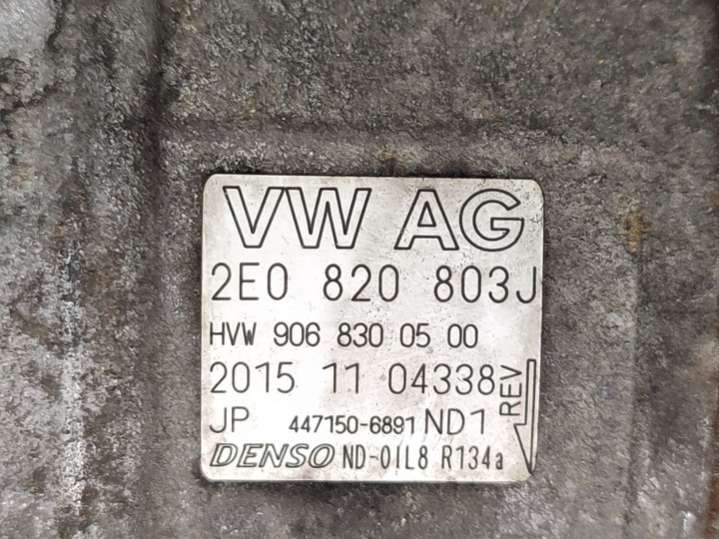 VW AG
2E0 820 803J
HVW 906 830 05 00
2015 11 04338
REV
JP 447150-6891 ND1
DENSO ND-OIL8 R134a